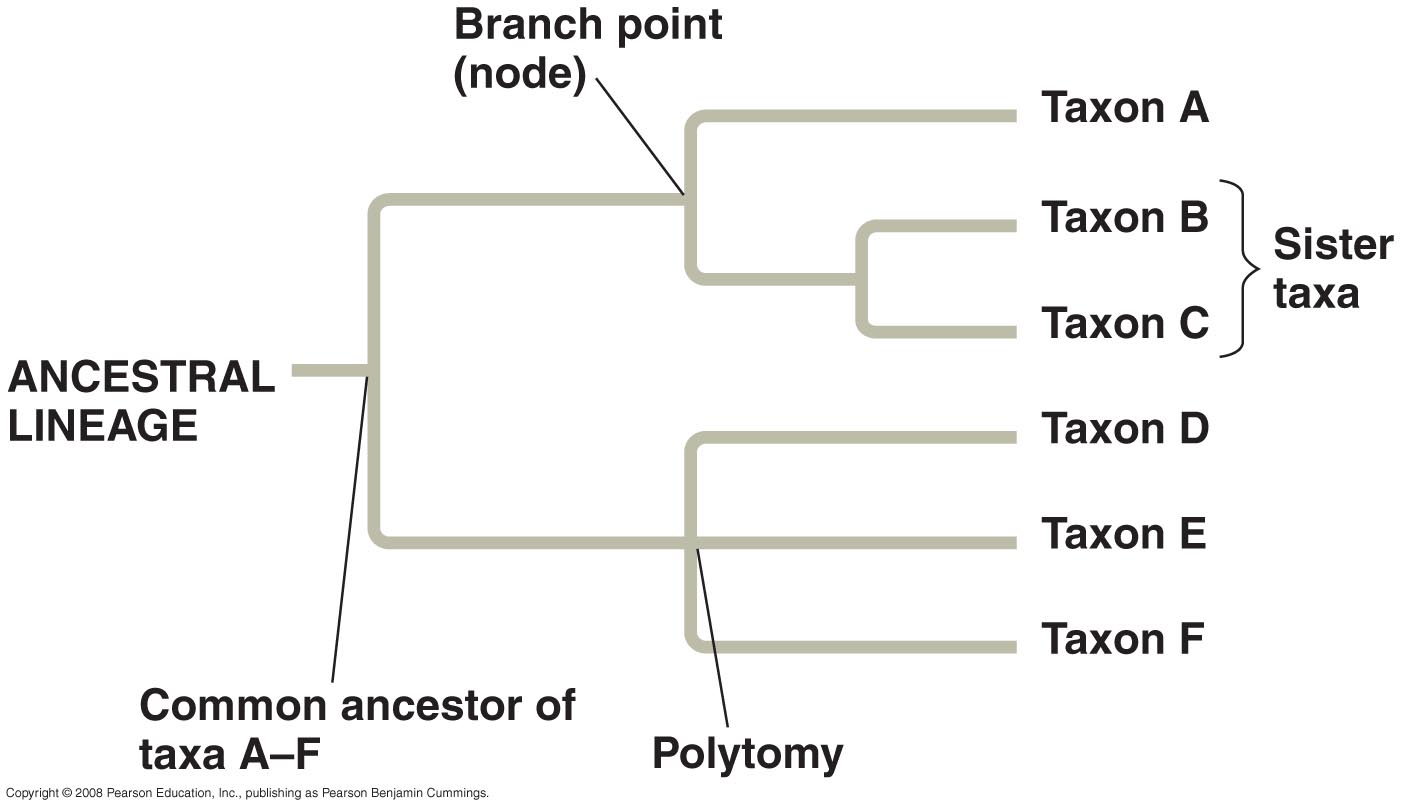 Branch point
(node)
Taxon A
Taxon B
Sister
taxa
Taxon C
ANCESTRAL
LINEAGE
Taxon D
Taxon E
Taxon F
Common ancestor of
taxa A–F
Polytomy
Copyright © 2008 Pearson Education, Inc., publishing as Pearson Benjamin Cummings.